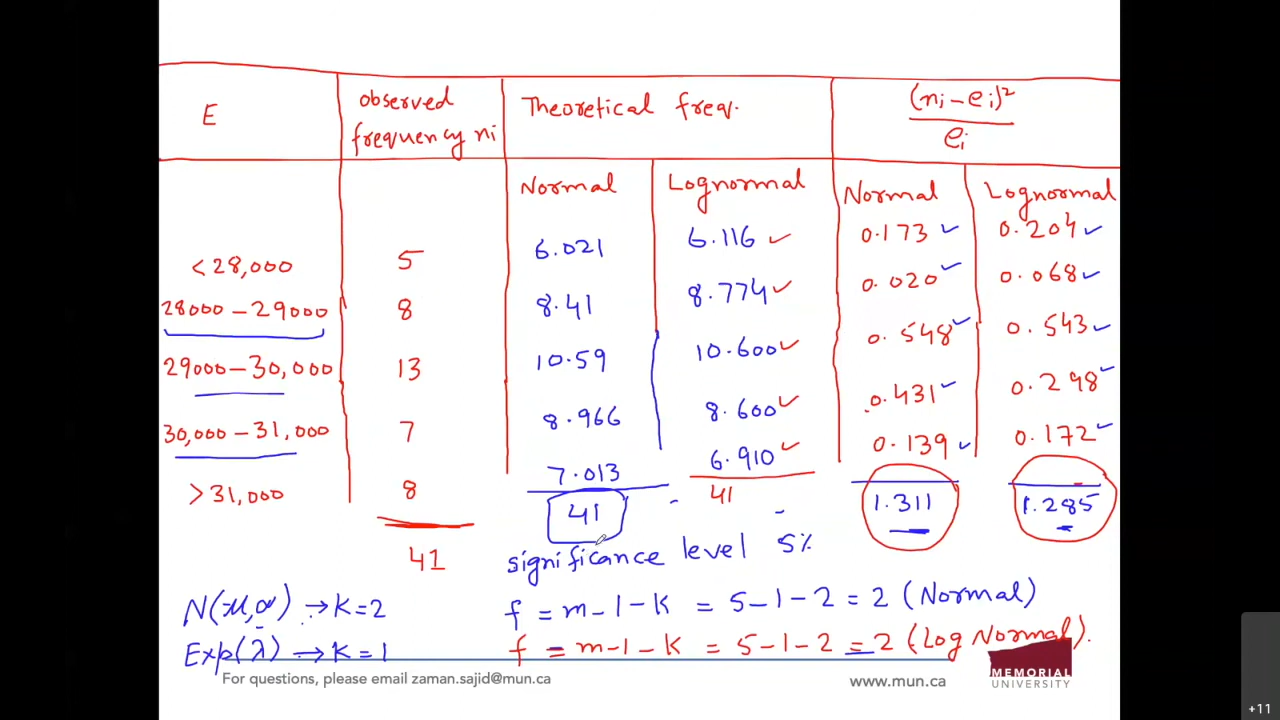 E observed frequency ni Theoretical freq. (ni – ei)² / ei
Normal Lognormal Normal Lognormal
<28,000 5 6.021 6.116 ✓ 0.173 ✓ 0.204 ✓
28000 – 29000 8 8.41 8.774 ✓ 0.020 ✓ 0.068 ✓
29000 – 30,000 13 10.59 10.600 ✓ 0.548 ✓ 0.543 ✓
30,000 – 31,000 7 8.966 8.600 ✓ 0.431 ✓ 0.298 ✓
>31,000 8 7.013 6.910 ✓ 0.139 ✓ 0.172 ✓
41 41 41 1.311 1.285
significance level 5%
N(μ,σ) → K=2 f = m–1–K = 5–1–2 = 2 (Normal)
Exp(λ) → K=1 f = m–1–K = 5–1–2 = 2 (Log Normal).
For questions, please email zaman.sajid@mun.ca www.mun.ca MEMORIAL
UNIVERSITY
+11